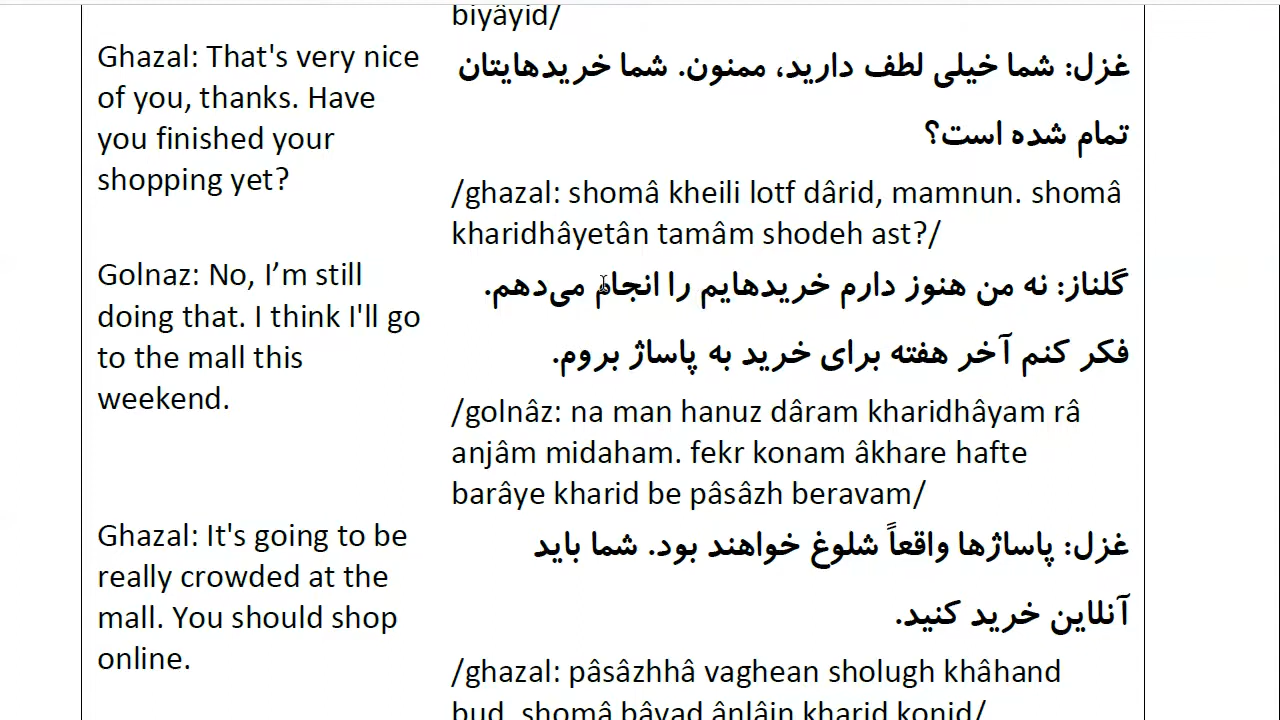 biyâyid/
Ghazal: That's very nice
of you, thanks. Have
you finished your
shopping yet?
غزل: شما خیلی لطف دارید، ممنون. شما خریدهایتان
تمام شده است؟
/ghazal: shomâ kheili lotf dârid, mamnun. shomâ
kharidhâyetân tamâm shodeh ast?/
Golnaz: No, I’m still
doing that. I think I'll go
to the mall this
weekend.
گلناز: نه من هنوز دارم خریدهایم را انجام می‌دهم.
فکر کنم آخر هفته برای خرید به پاساژ بروم.
/golnâz: na man hanuz dâram kharidhâyam râ
anjâm midaham. fekr konam âkhare hafte
barâye kharid be pâsâzh beravam/
Ghazal: It's going to be
really crowded at the
mall. You should shop
online.
غزل: پاساژها واقعاً شلوغ خواهند بود. شما باید
آنلاین خرید کنید.
/ghazal: pâsâzhhâ vaghean sholugh khâhand
bud. shomâ bâyad ânlâin kharid konid/